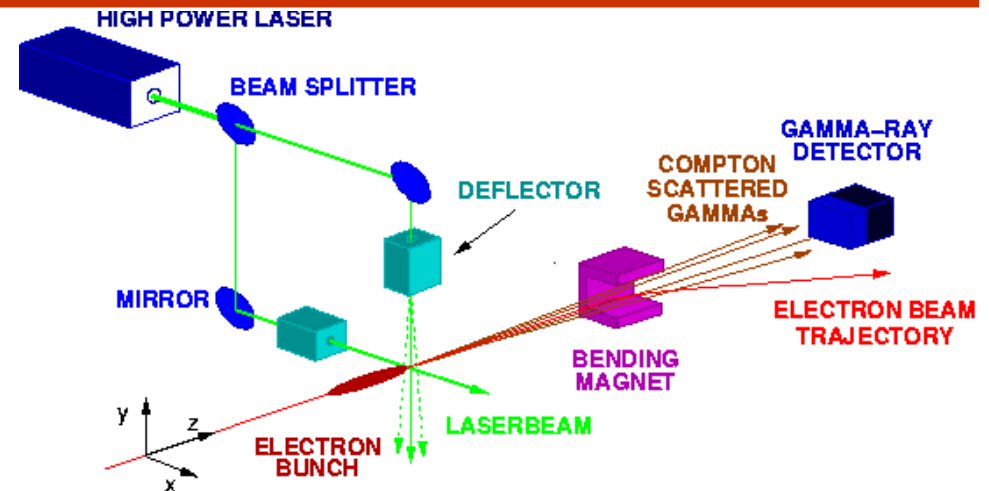 HIGH POWER LASER
BEAM SPLITTER
GAMMA–RAY
DETECTOR
COMPTON
SCATTERED
GAMMAs
DEFLECTOR
MIRROR
ELECTRON BEAM
TRAJECTORY
BENDING
MAGNET
LASERBEAM
ELECTRON
BUNCH
y
z
x